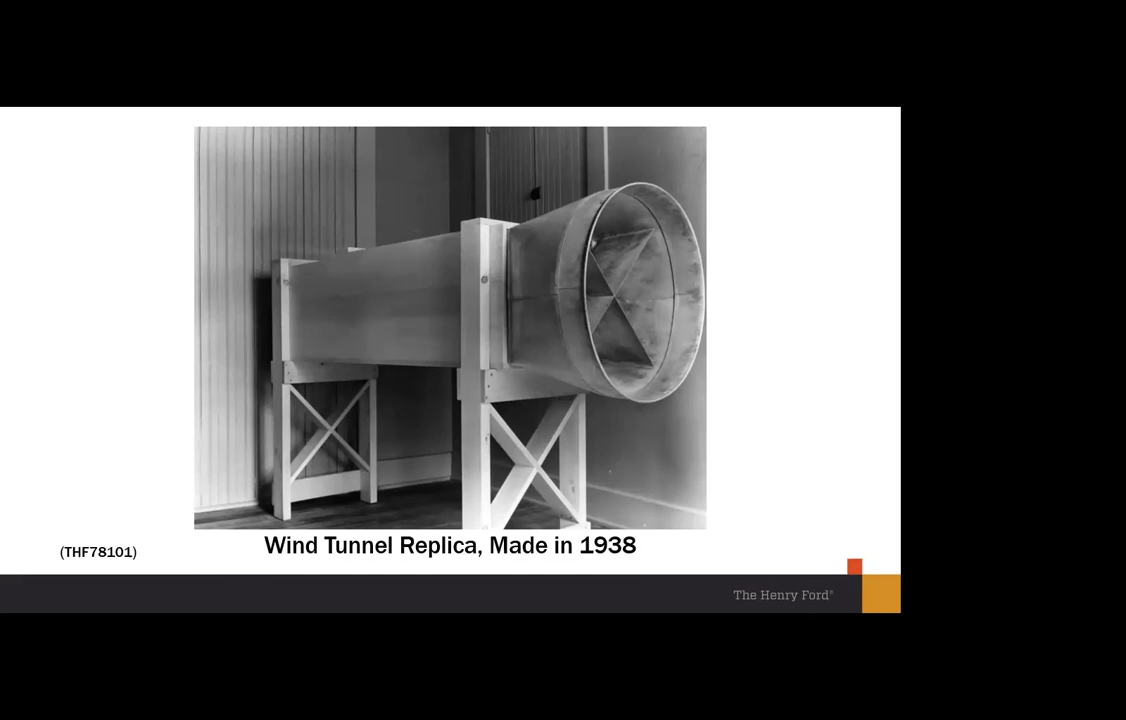 Wind Tunnel Replica, Made in 1938
(THF78101)
The Henry Ford®